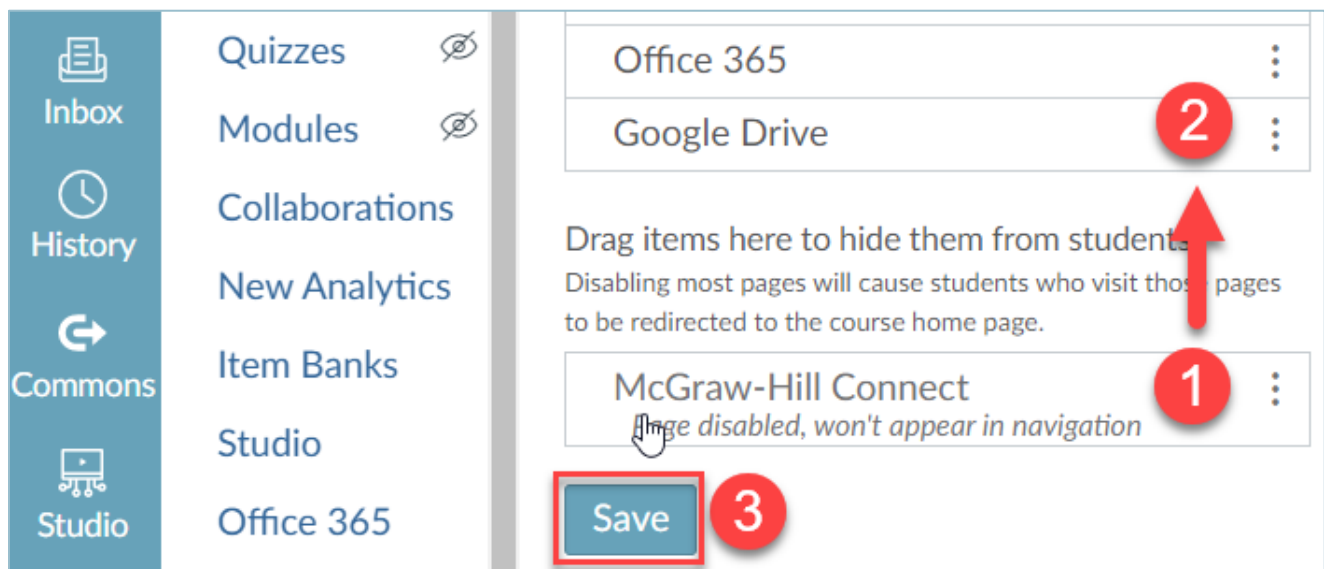 Inbox
History
Commons
Studio
Quizzes
Modules
Collaborations
New Analytics
Item Banks
Studio
Office 365
Office 365
Google Drive
2
Drag items here to hide them from students
Disabling most pages will cause students who visit those pages
to be redirected to the course home page.
McGraw-Hill Connect
1
Page disabled, won't appear in navigation
Save
3